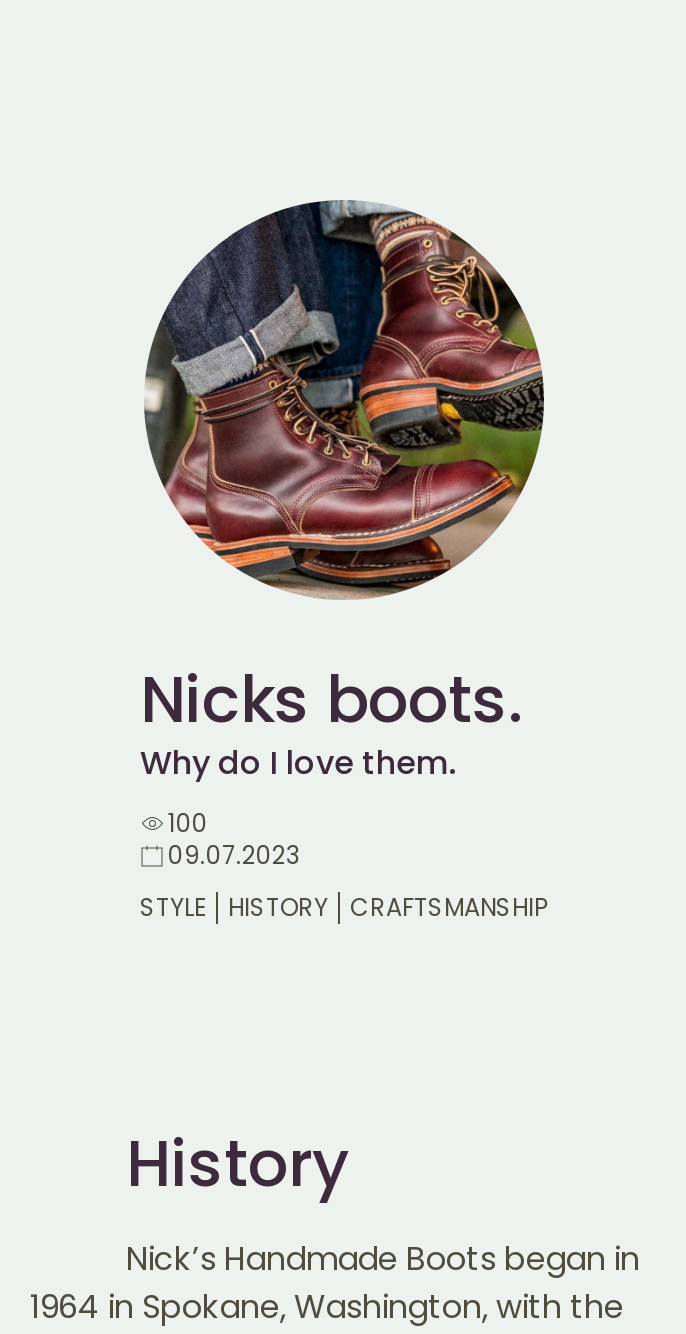 Nicks boots.
Why do I love them.
100
09.07.2023
STYLE | HISTORY | CRAFTSMANSHIP
History
Nick’s Handmade Boots began in
1964 in Spokane, Washington, with the